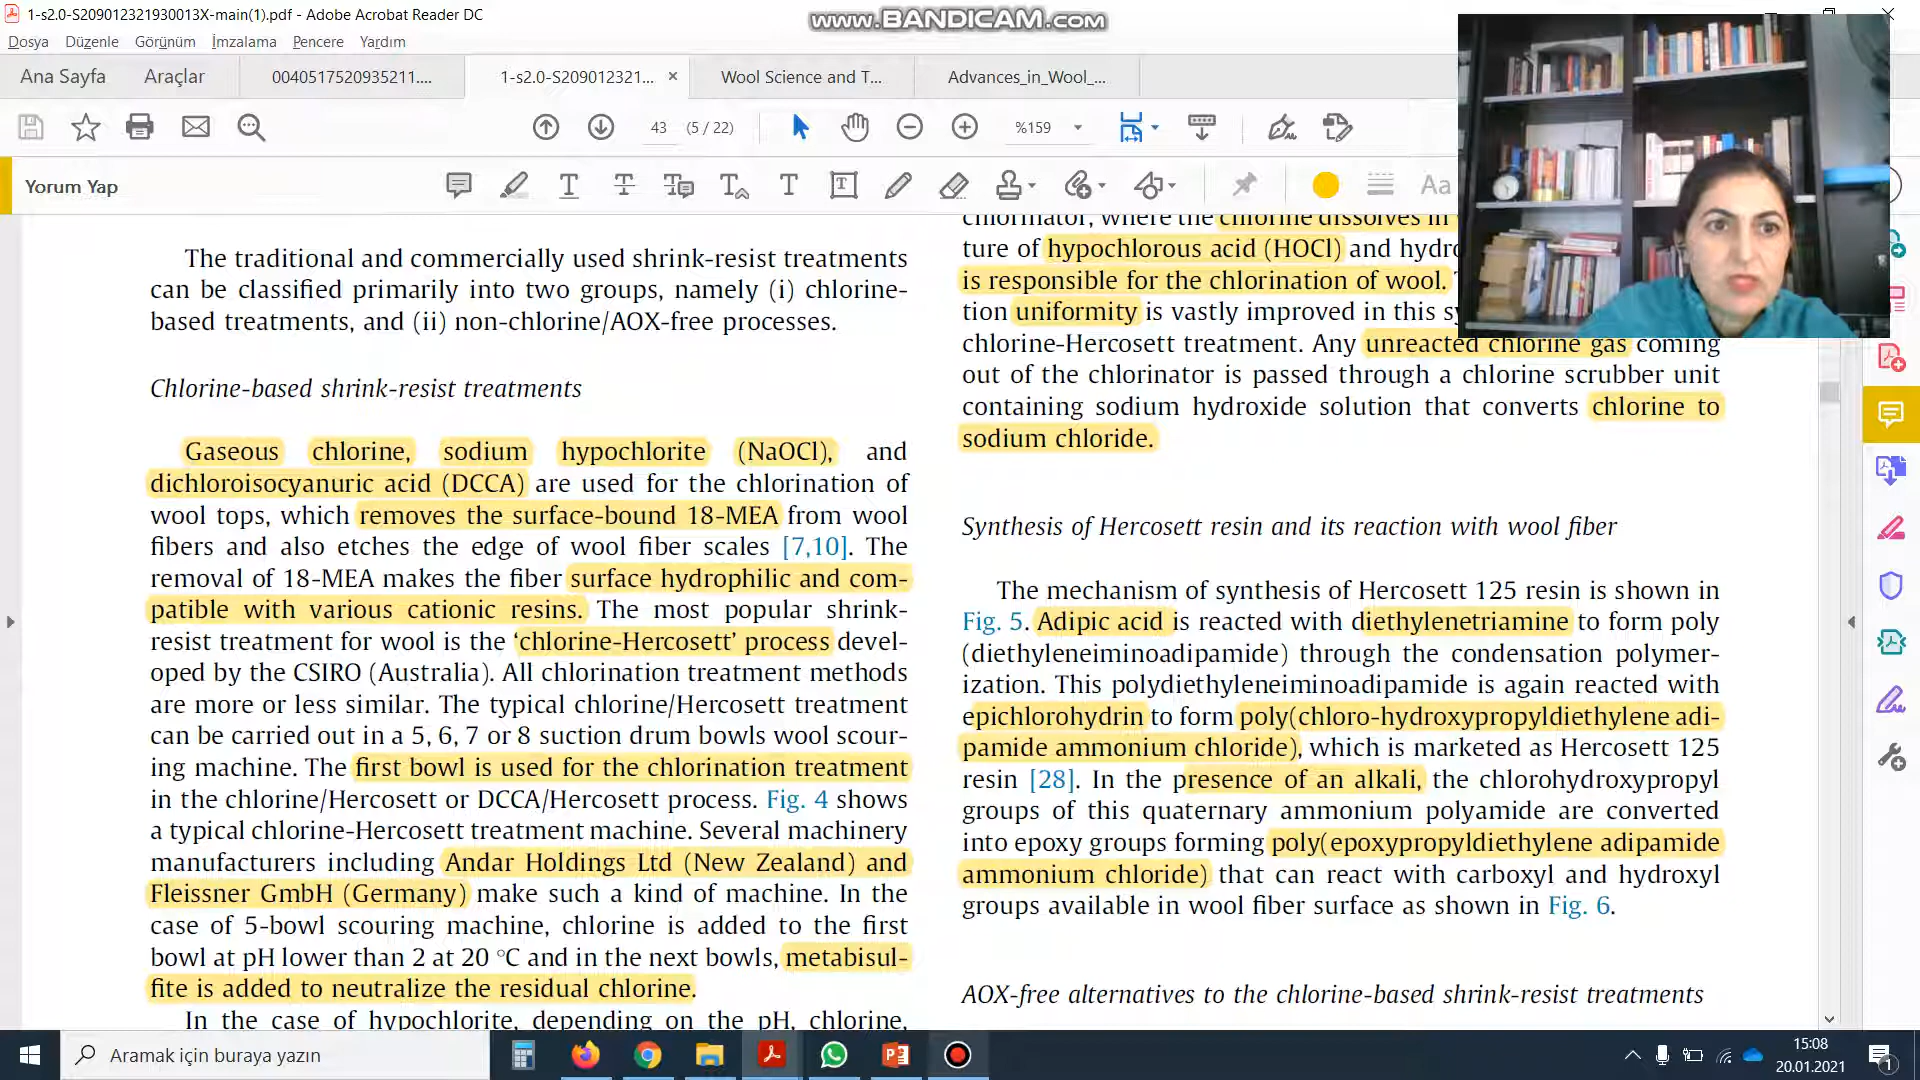 1-s2.0-S209012321930013X-main(1).pdf - Adobe Acrobat Reader DC
www.BANDICAM.com
Dosya Düzenle Görünüm İmzalama Pencere Yardım
Ana Sayfa Araçlar 0040517520935211.... 1-s2.0-S209012321... × Wool Science and T... Advances_in_Wool_...
43 (5 / 22) %159
Yorum Yap
Aa
The traditional and commercially used shrink-resist treatments
can be classified primarily into two groups, namely (i) chlorine-
based treatments, and (ii) non-chlorine/AOX-free processes.
Chlorine-based shrink-resist treatments
Gaseous chlorine, sodium hypochlorite (NaOCl), and
dichloroisocyanuric acid (DCCA) are used for the chlorination of
wool tops, which removes the surface-bound 18-MEA from wool
fibers and also etches the edge of wool fiber scales [7,10]. The
removal of 18-MEA makes the fiber surface hydrophilic and com-
patible with various cationic resins. The most popular shrink-
resist treatment for wool is the ‘chlorine-Hercosett’ process devel-
oped by the CSIRO (Australia). All chlorination treatment methods
are more or less similar. The typical chlorine/Hercosett treatment
can be carried out in a 5, 6, 7 or 8 suction drum bowls wool scour-
ing machine. The first bowl is used for the chlorination treatment
in the chlorine/Hercosett or DCCA/Hercosett process. Fig. 4 shows
a typical chlorine-Hercosett treatment machine. Several machinery
manufacturers including Andar Holdings Ltd (New Zealand) and
Fleissner GmbH (Germany) make such a kind of machine. In the
case of 5-bowl scouring machine, chlorine is added to the first
bowl at pH lower than 2 at 20 °C and in the next bowls, metabisul-
fite is added to neutralize the residual chlorine.
In the case of hypochlorite, depending on the pH, chlorine,
chlorinator, where the chlorine dissolves in
ture of hypochlorous acid (HOCl) and hydro
is responsible for the chlorination of wool.
tion uniformity is vastly improved in this sy
chlorine-Hercosett treatment. Any unreacted chlorine gas coming
out of the chlorinator is passed through a chlorine scrubber unit
containing sodium hydroxide solution that converts chlorine to
sodium chloride.
Synthesis of Hercosett resin and its reaction with wool fiber
The mechanism of synthesis of Hercosett 125 resin is shown in
Fig. 5. Adipic acid is reacted with diethylenetriamine to form poly
(diethyleneiminoadipamide) through the condensation polymer-
ization. This polydiethyleneiminoadipamide is again reacted with
epichlorohydrin to form poly(chloro-hydroxypropyldiethylene adi-
pamide ammonium chloride), which is marketed as Hercosett 125
resin [28]. In the presence of an alkali, the chlorohydroxypropyl
groups of this quaternary ammonium polyamide are converted
into epoxy groups forming poly(epoxypropyldiethylene adipamide
ammonium chloride) that can react with carboxyl and hydroxyl
groups available in wool fiber surface as shown in Fig. 6.
AOX-free alternatives to the chlorine-based shrink-resist treatments
Aramak için buraya yazın
15:08
20.01.2021
1